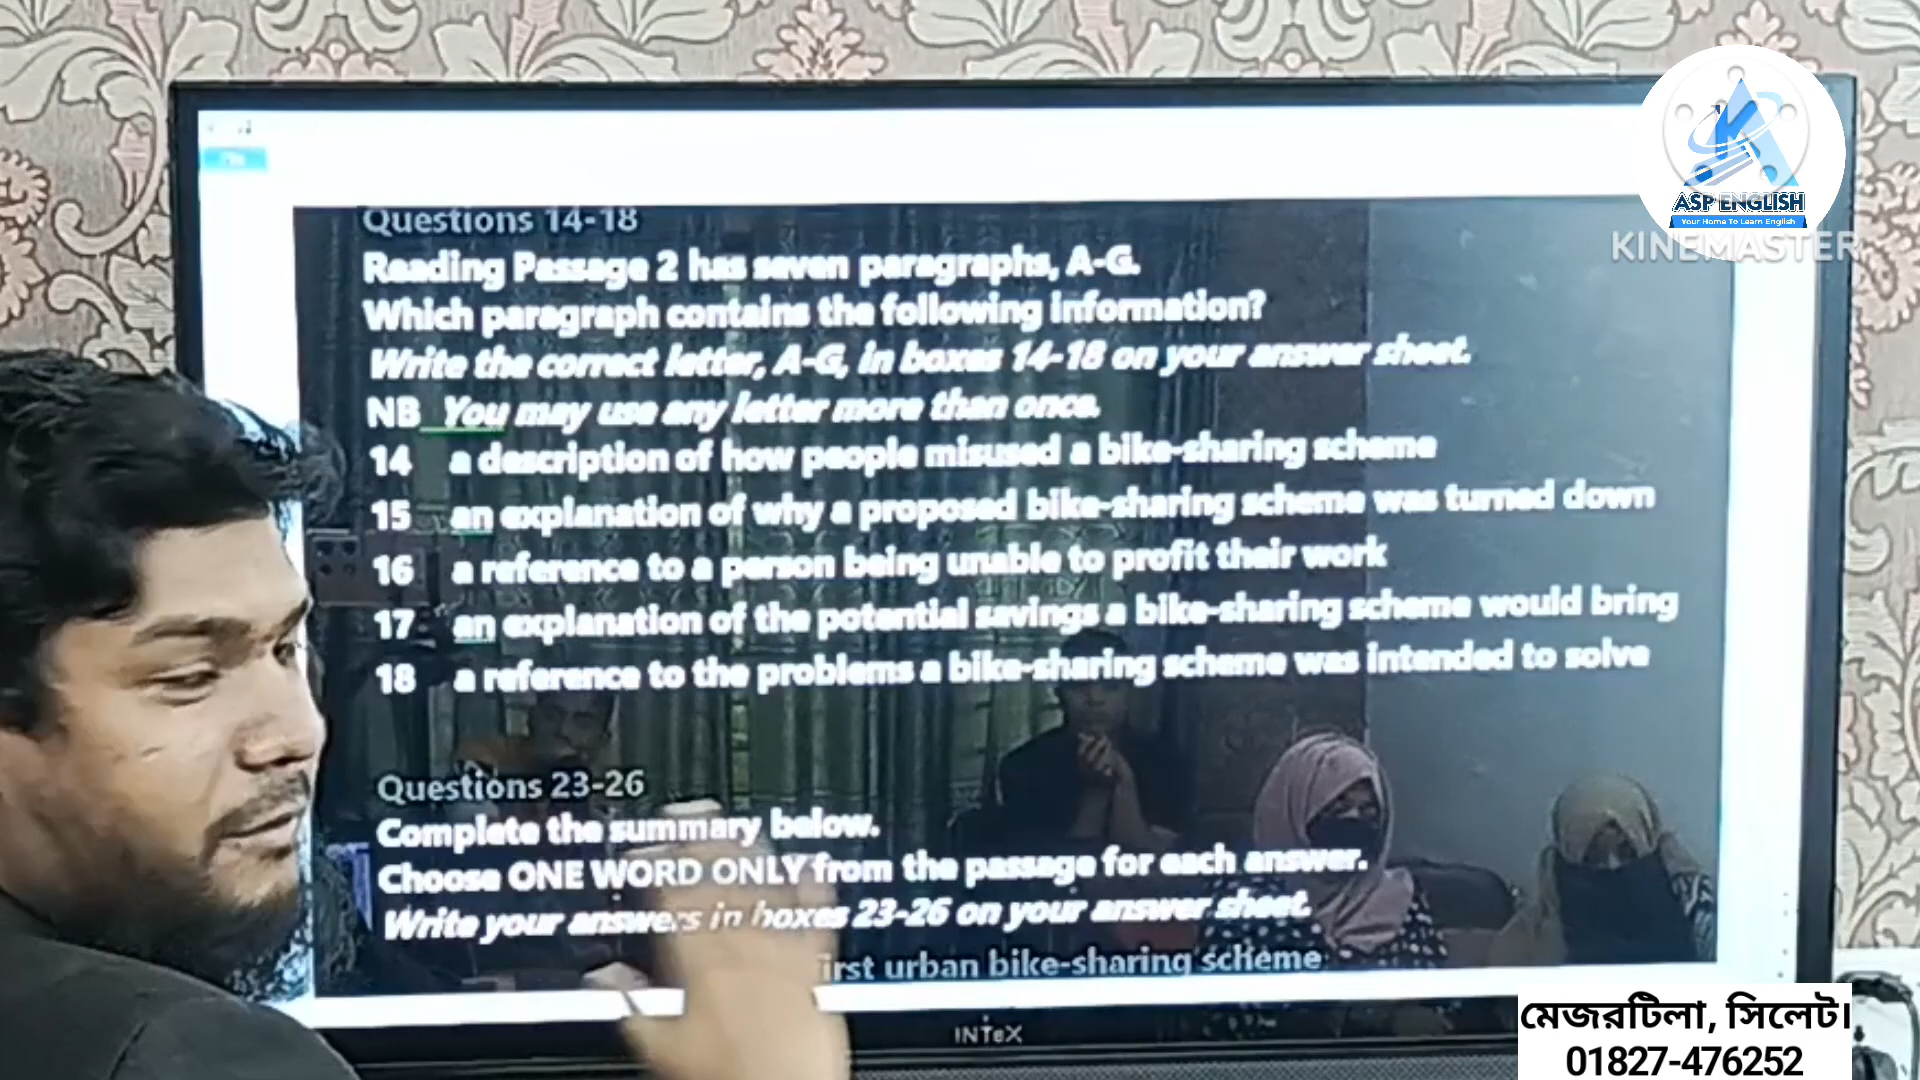 ASP ENGLISH
Your Home To Learn English
KINEMASTER
Questions 14-18
Reading Passage 2 has seven paragraphs, A-G.
Which paragraph contains the following information?
Write the correct letter, A-G, in boxes 14-18 on your answer sheet.
NB You may use any letter more than once.
14 a description of how people misused a bike-sharing scheme
15 an explanation of why a proposed bike-sharing scheme was turned down
16 a reference to a person being unable to profit their work
17 an explanation of the potential savings a bike-sharing scheme would bring
18 a reference to the problems a bike-sharing scheme was intended to solve
Questions 23-26
Complete the summary below.
Choose ONE WORD ONLY from the passage for each answer.
Write your answers in boxes 23-26 on your answer sheet.
urban bike-sharing scheme
INTEX
মেজরটিলা, সিলেট।
01827-476252